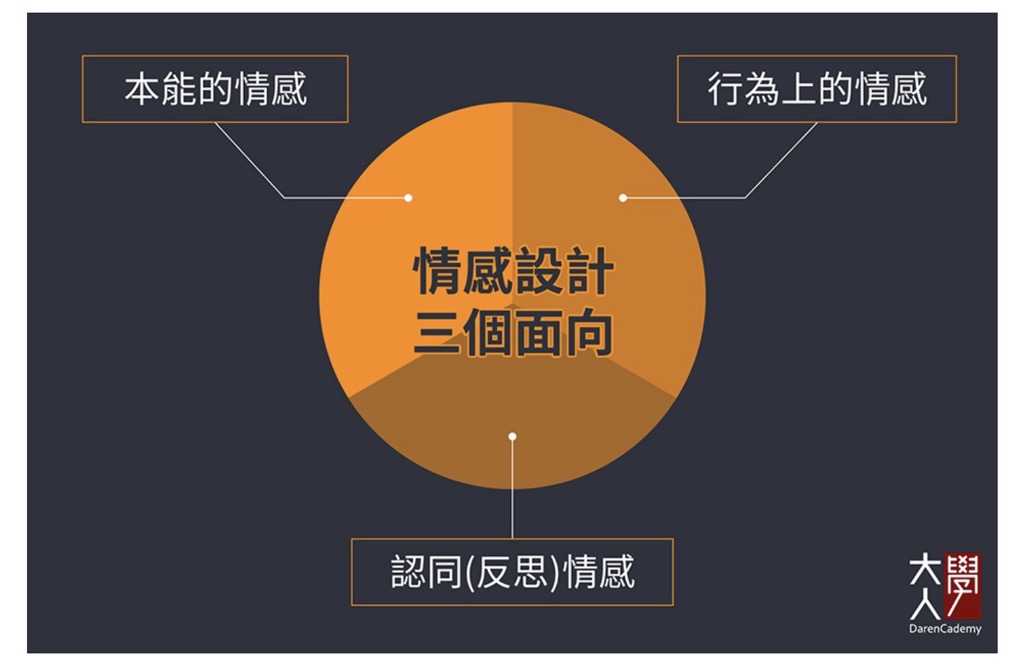 本能的情感
行為上的情感
情感設計
三個面向
認同(反思)情感
大學
人
DarenCademy